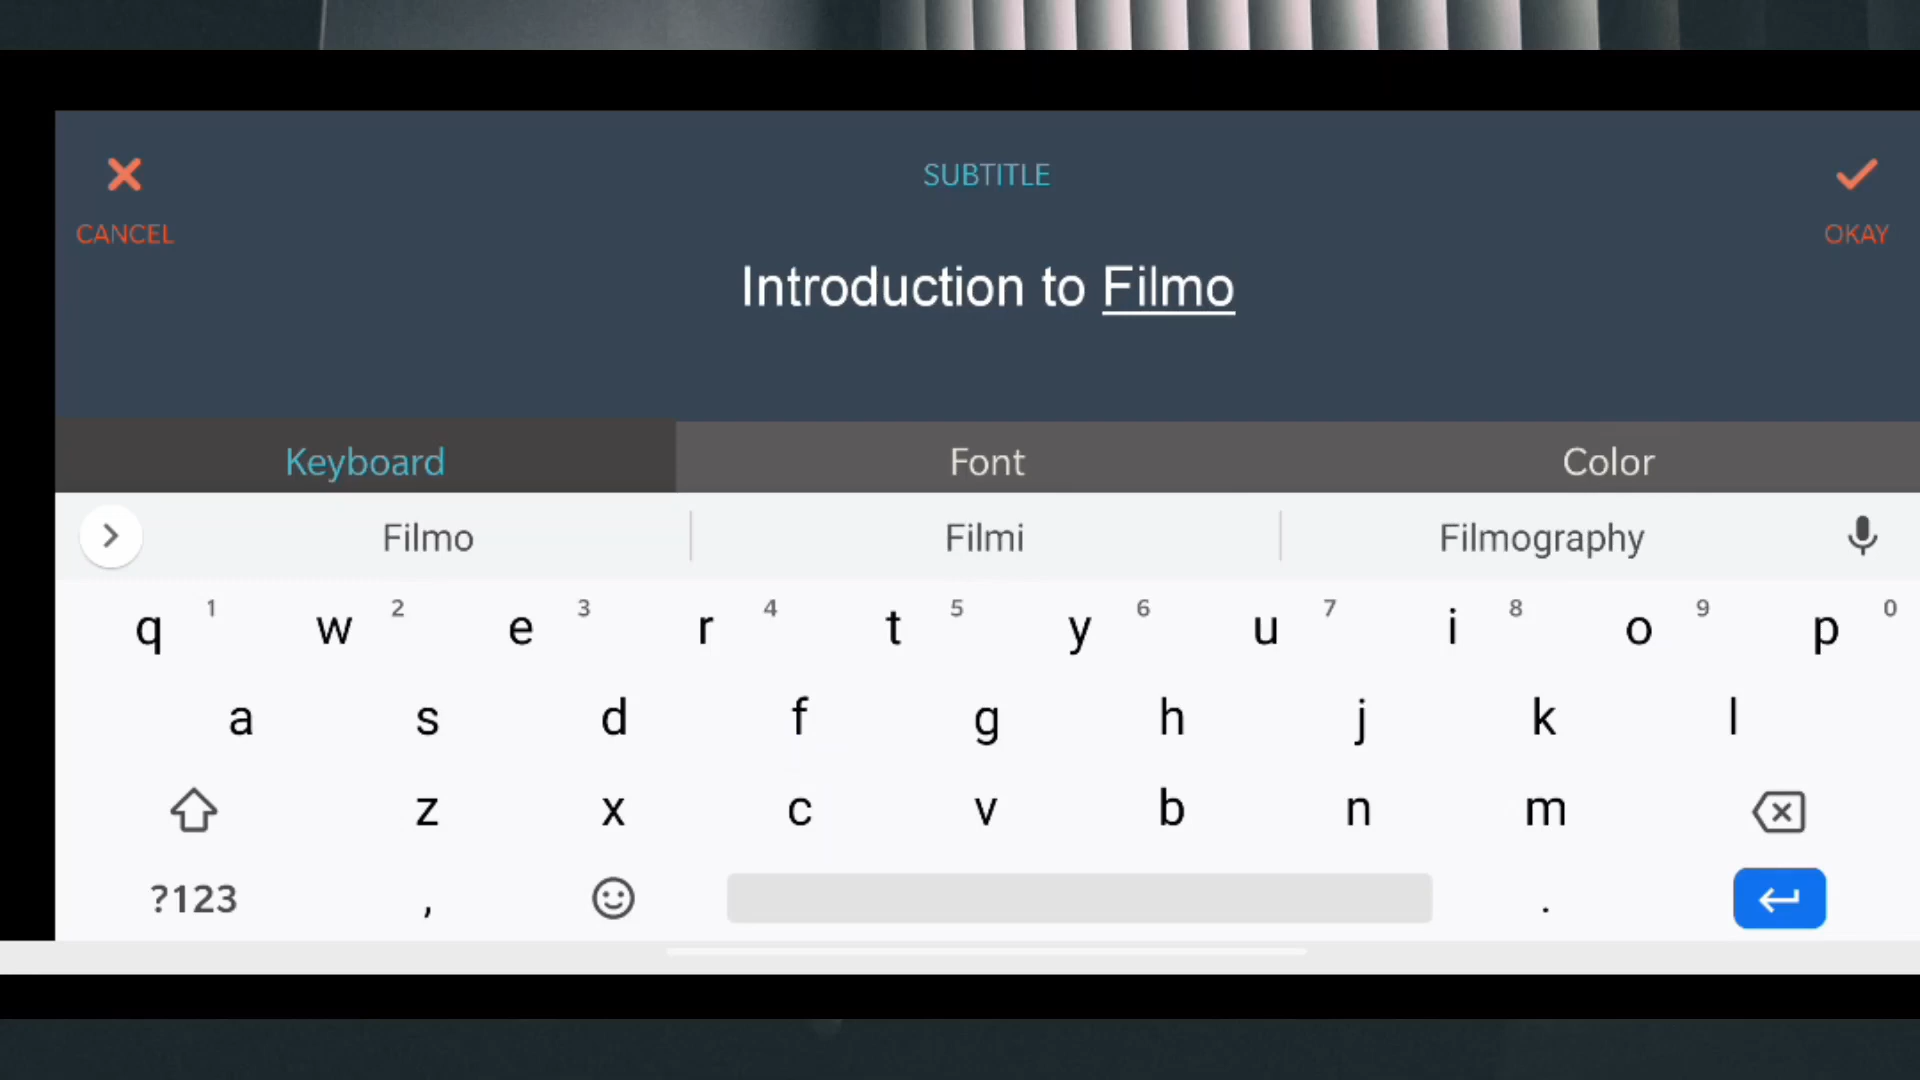 SUBTITLE
CANCEL
OKAY
Introduction to Filmo
Keyboard Font Color
Filmo Filmi Filmography
q 1 w 2 e 3 r 4 t 5 y 6 u 7 i 8 o 9 p 0
a s d f g h j k l
z x c v b n m
?123 , .